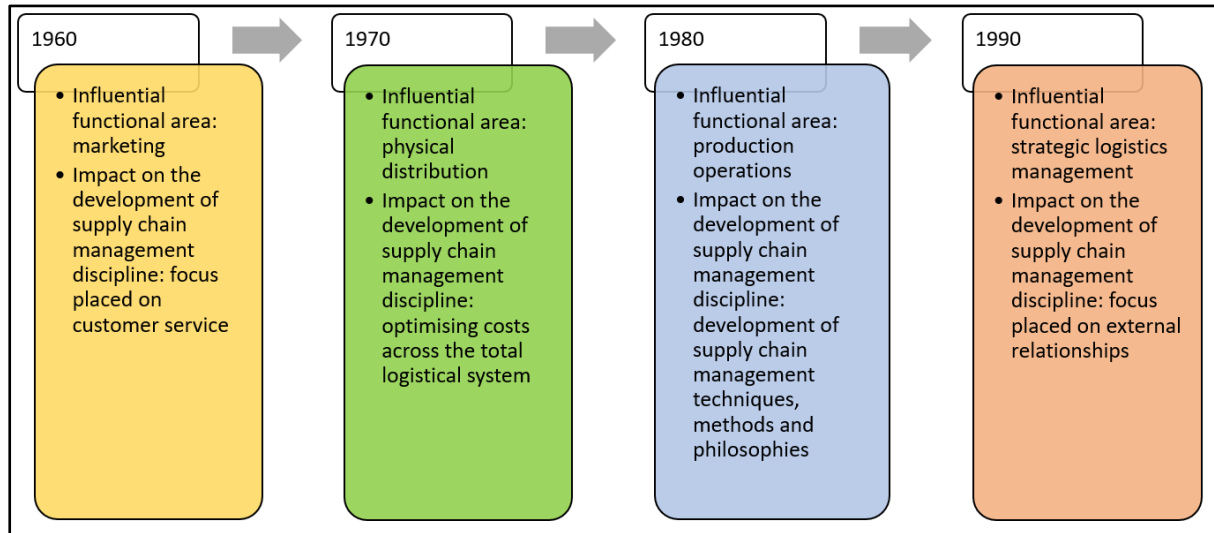 1960
• Influential
functional area:
marketing
• Impact on the
development of
supply chain
management
discipline: focus
placed on
customer service
1970
• Influential
functional area:
physical
distribution
• Impact on the
development of
supply chain
management
discipline:
optimising costs
across the total
logistical system
1980
• Influential
functional area:
production
operations
• Impact on the
development of
supply chain
management
discipline:
development of
supply chain
management
techniques,
methods and
philosophies
1990
• Influential
functional area:
strategic logistics
management
• Impact on the
development of
supply chain
management
discipline: focus
placed on external
relationships